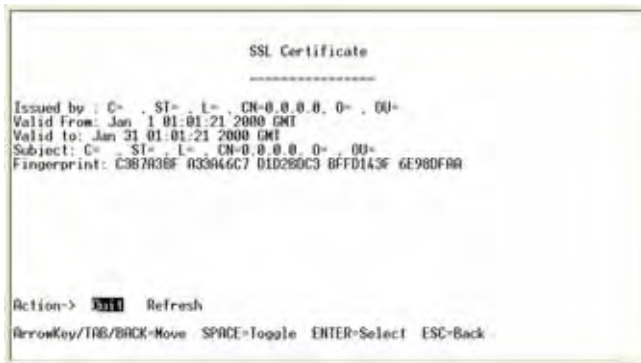 SSL Certificate
----------------
Issued by : C= , ST= , L= , CN=0.0.0.0, O= , OU=
Valid From: Jan 1 01:01:21 2000 GMT
Valid to: Jan 31 01:01:21 2000 GMT
Subject: C= , ST= , L= , CN=0.0.0.0, O= , OU=
Fingerprint: C3B7A3BF A33A46C7 D1D2BDC3 BFFD143F 6E98DFAA
Action-> Quit Refresh
ArrowKey/TAB/BACK=Move SPACE=Toggle ENTER=Select ESC=Back